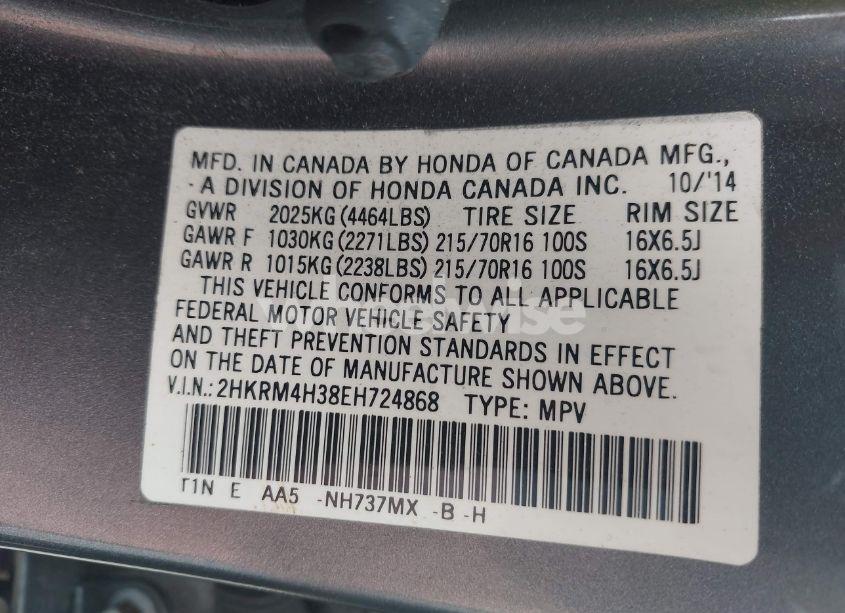 MFD. IN CANADA BY HONDA OF CANADA MFG.,
A DIVISION OF HONDA CANADA INC. 10/'14
GVWR 2025KG (4464LBS) TIRE SIZE RIM SIZE
GAWR F 1030KG (2271LBS) 215/70R16 100S 16X6.5J
GAWR R 1015KG (2238LBS) 215/70R16 100S 16X6.5J
THIS VEHICLE CONFORMS TO ALL APPLICABLE
FEDERAL MOTOR VEHICLE SAFETY
AND THEFT PREVENTION STANDARDS IN EFFECT
ON THE DATE OF MANUFACTURE SHOWN ABOVE.
V.I.N.: 2HKRM4H38EH724868 TYPE: MPV
T1N E AA5 -NH737MX -B -H